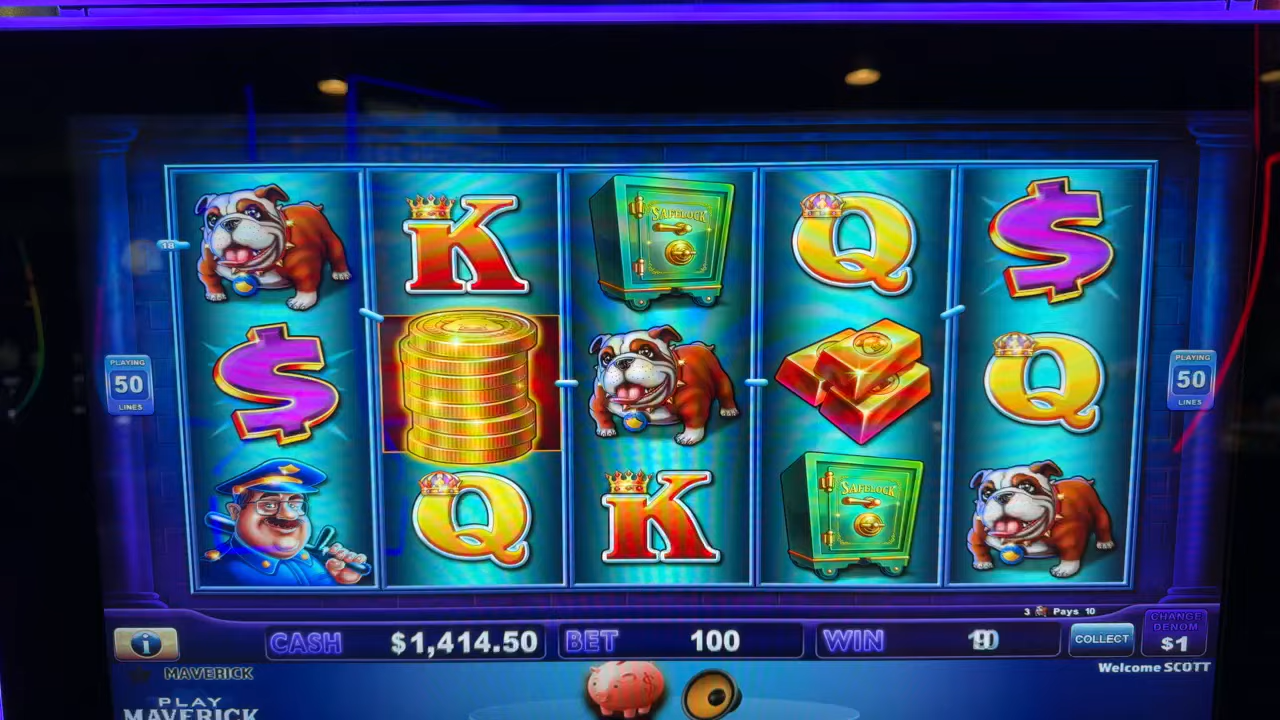 K
SAFELOCK
Q
$
18
$
PLAYING
50
LINES
Q
PLAYING
50
LINES
Q
K
SAFELOCK
3 Pays 10
CASH $1,414.50 BET 100 WIN
COLLECT
CHANGE
DENOM
$1
Welcome SCOTT
MAVERICK
PLAY
MAVERICK